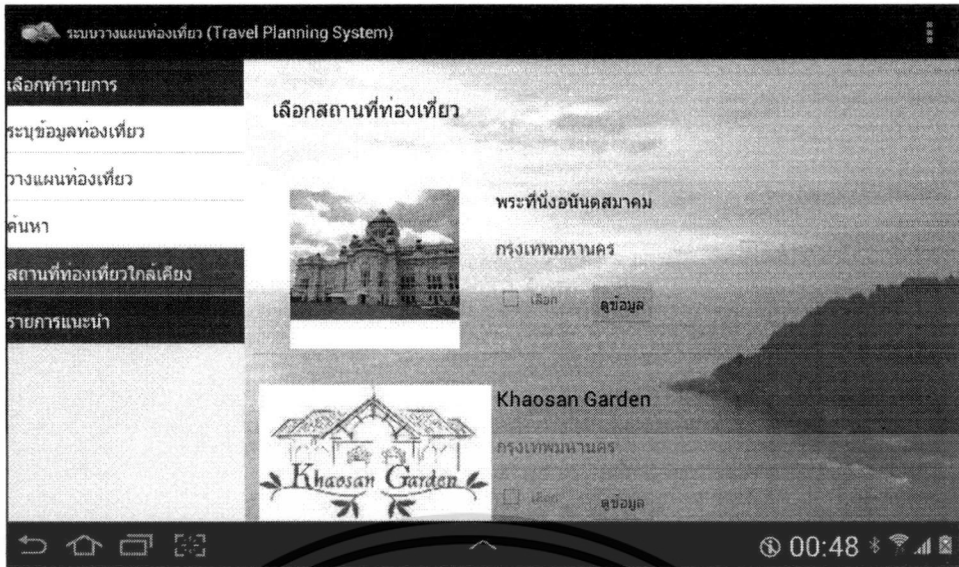 ระบบวางแผนท่องเที่ยว (Travel Planning System)
เลือกทำรายการ
ระบุข้อมูลท่องเที่ยว
วางแผนท่องเที่ยว
ค้นหา
สถานที่ท่องเที่ยวใกล้เคียง
รายการแนะนำ
เลือกสถานที่ท่องเที่ยว
พระที่นั่งอนันตสมาคม
กรุงเทพมหานคร
เลือก
ดูข้อมูล
Khaosan Garden
Khaosan Garden
กรุงเทพมหานคร
เลือก
ดูข้อมูล
00:48